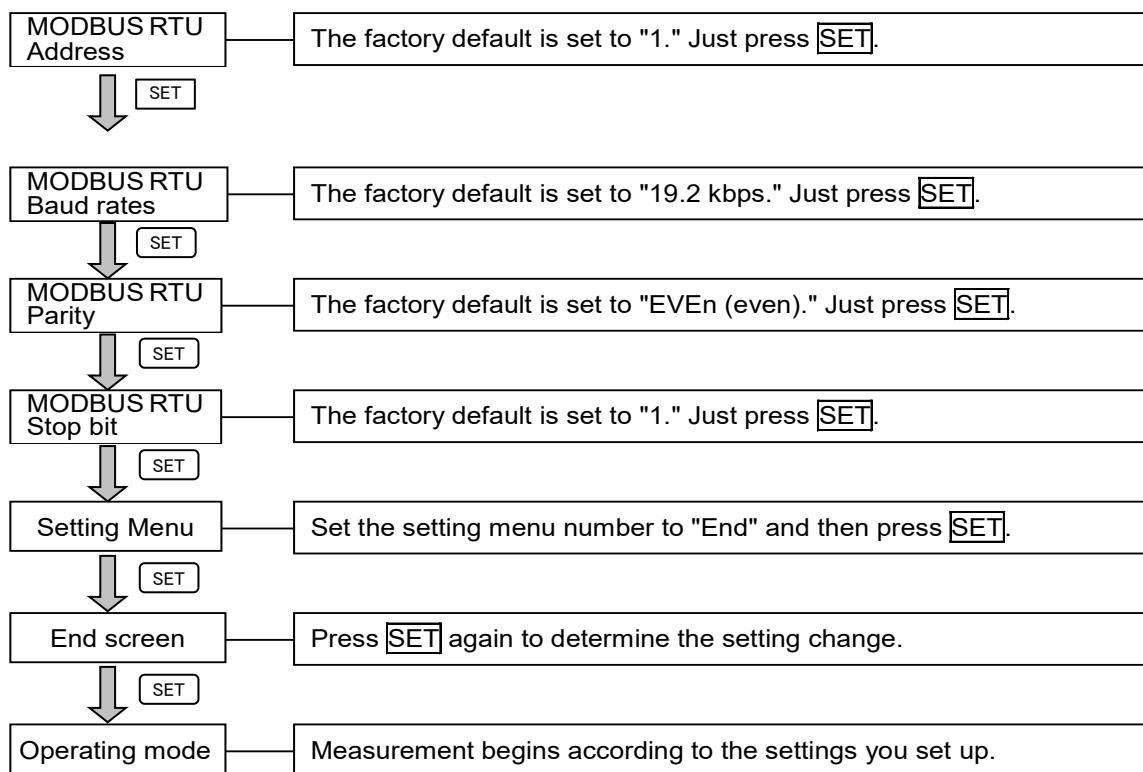 MODBUS RTU
Address
The factory default is set to "1." Just press SET.
SET
MODBUS RTU
Baud rates
The factory default is set to "19.2 kbps." Just press SET.
SET
MODBUS RTU
Parity
The factory default is set to "EVEn (even)." Just press SET.
SET
MODBUS RTU
Stop bit
The factory default is set to "1." Just press SET.
SET
Setting Menu
Set the setting menu number to "End" and then press SET.
SET
End screen
Press SET again to determine the setting change.
SET
Operating mode
Measurement begins according to the settings you set up.